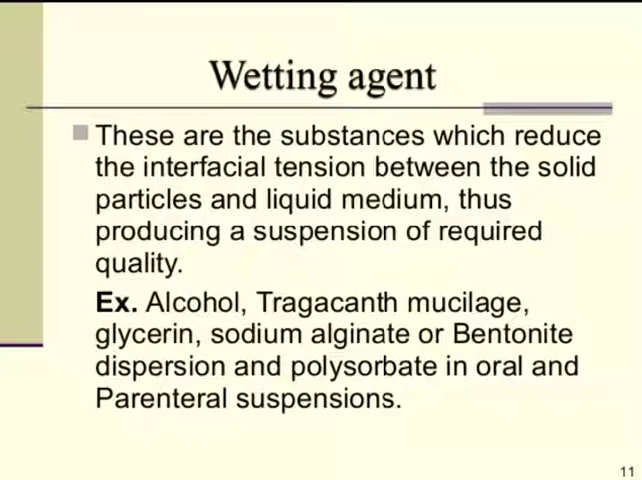 Wetting agent
These are the substances which reduce
the interfacial tension between the solid
particles and liquid medium, thus
producing a suspension of required
quality.
Ex. Alcohol, Tragacanth mucilage,
glycerin, sodium alginate or Bentonite
dispersion and polysorbate in oral and
Parenteral suspensions.
11